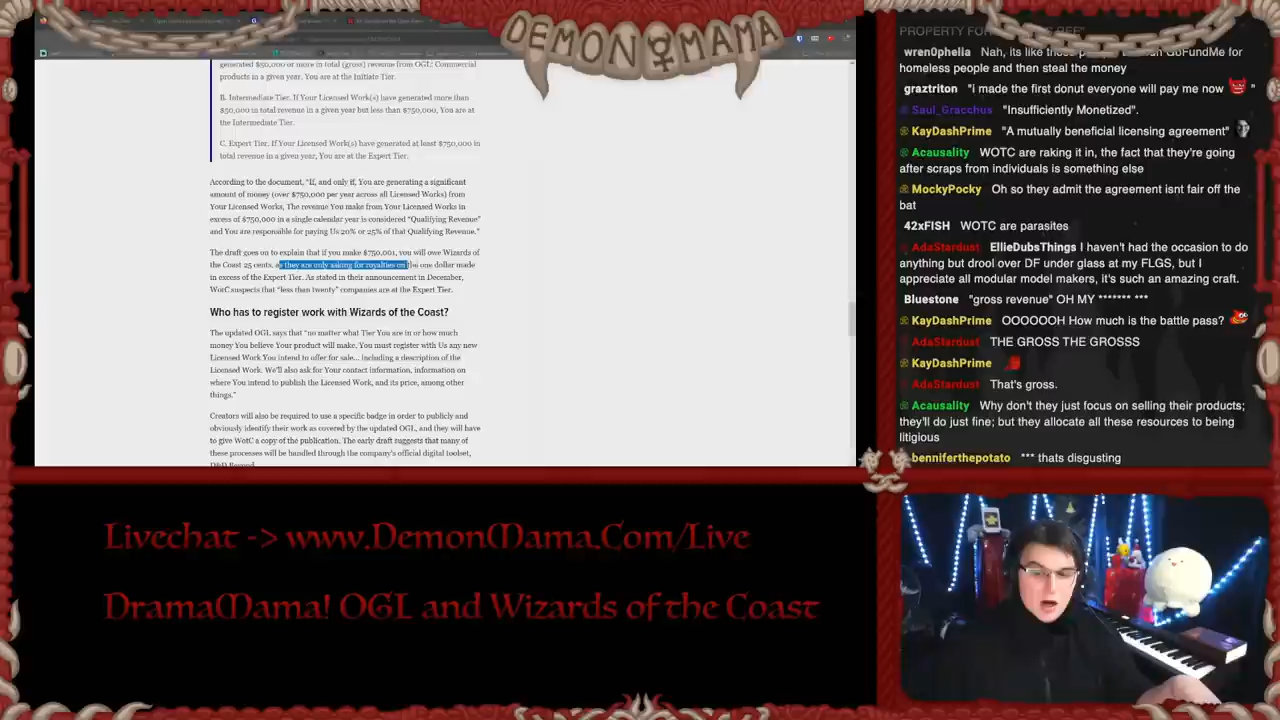 DEMON MAMA
generated $50,000 or more in total (gross) revenue from OGL: Commercial
products in a given year. You are at the Initiate Tier.
B. Intermediate Tier. If Your Licensed Work(s) have generated more than
$50,000 in total revenue in a given year but less than $750,000, You are at
the Intermediate Tier.
C. Expert Tier. If Your Licensed Work(s) have generated at least $750,000 in
total revenue in a given year, You are at the Expert Tier.
According to the document, "If, and only if, You are generating a significant
amount of money (over $750,000 per year across all Licensed Works) from
Your Licensed Works, The revenue You make from Your Licensed Works in
excess of $750,000 in a single calendar year is considered "Qualifying Revenue"
and You are responsible for paying Us 20% or 25% of that Qualifying Revenue."
The draft goes on to explain that if you make $750,001, you will owe Wizards of
the Coast 25 cents, as they are only asking for royalties on the one dollar made
in excess of the Expert Tier. As stated in their announcement in December,
WotC suspects that "less than twenty" companies are at the Expert Tier.
Who has to register work with Wizards of the Coast?
The updated OGL says that "no matter what Tier You are in or how much
money You believe Your product will make. You must register with Us any new
Licensed Work You intend to offer for sale... including a description of the
Licensed Work. We'll also ask for Your contact information, information on
where You intend to publish the Licensed Work, and its price, among other
things."
Creators will also be required to use a specific badge in order to publicly and
obviously identify their work as covered by the updated OGL, and they will have
to give WotC a copy of the publication. The early draft suggests that many of
these processes will be handled through the company's official digital toolset,
D&D Beyond
wren0phelia Nah, its like those
homeless people and then steal the money
graztriton "i made the first donut everyone will pay me now "
Saul_Gracchus "Insufficiently Monetized".
KayDashPrime "A mutually beneficial licensing agreement"
Acausality WOTC are raking it in, the fact that they're going
after scraps from individuals is something else
MockyPocky Oh so they admit the agreement is unfair off the
bat
42xFISH WOTC are parasites
AdaStardust EllieDubsThings I haven't really been able to do
anything but drooling over DF under glass at my FLGS, but I
appreciate all of the modular terrain modellers, it's such an amazing craft.
Bluestone "gross revenue" OH MY ******* ***
KayDashPrime OOOOOOH How much is the battle pass?
AdaStardust THE GROSS THE GROSSS
KayDashPrime
AdaStardust That's gross.
Acausality Why don't they just focus on selling their products;
they'll do just fine; but they allocate all these resources to being
litigious
benniferthepotato *** thats disgusting
Livechat -> www.DemonMama.Com/Live
DramaMama! OGL and Wizards of the Coast